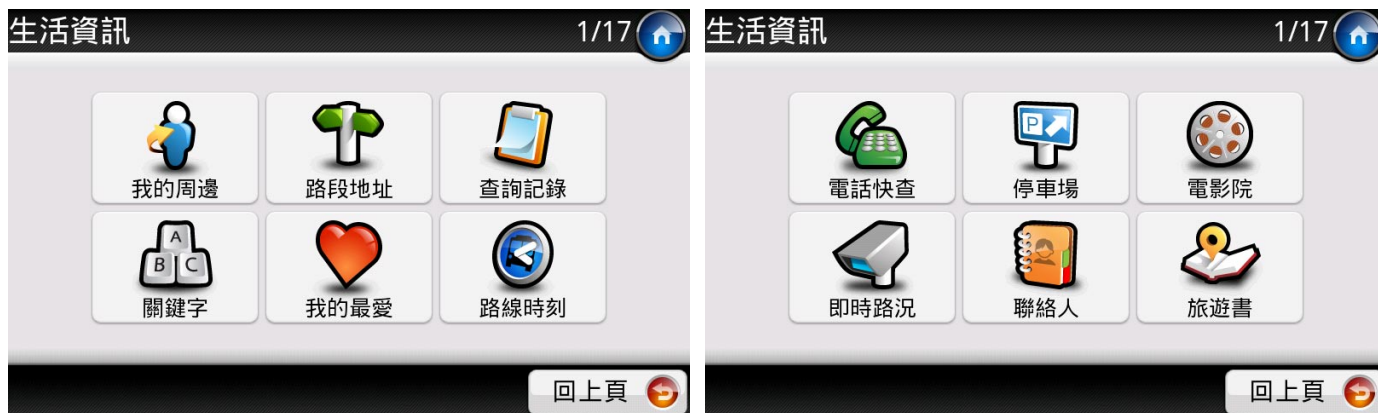 生活資訊 1/17
我的周邊 路段地址 查詢記錄
A
B C
關鍵字 我的最愛 路線時刻
回上頁
生活資訊 1/17
P
電話快查 停車場 電影院
即時路況 聯絡人 旅遊書
回上頁